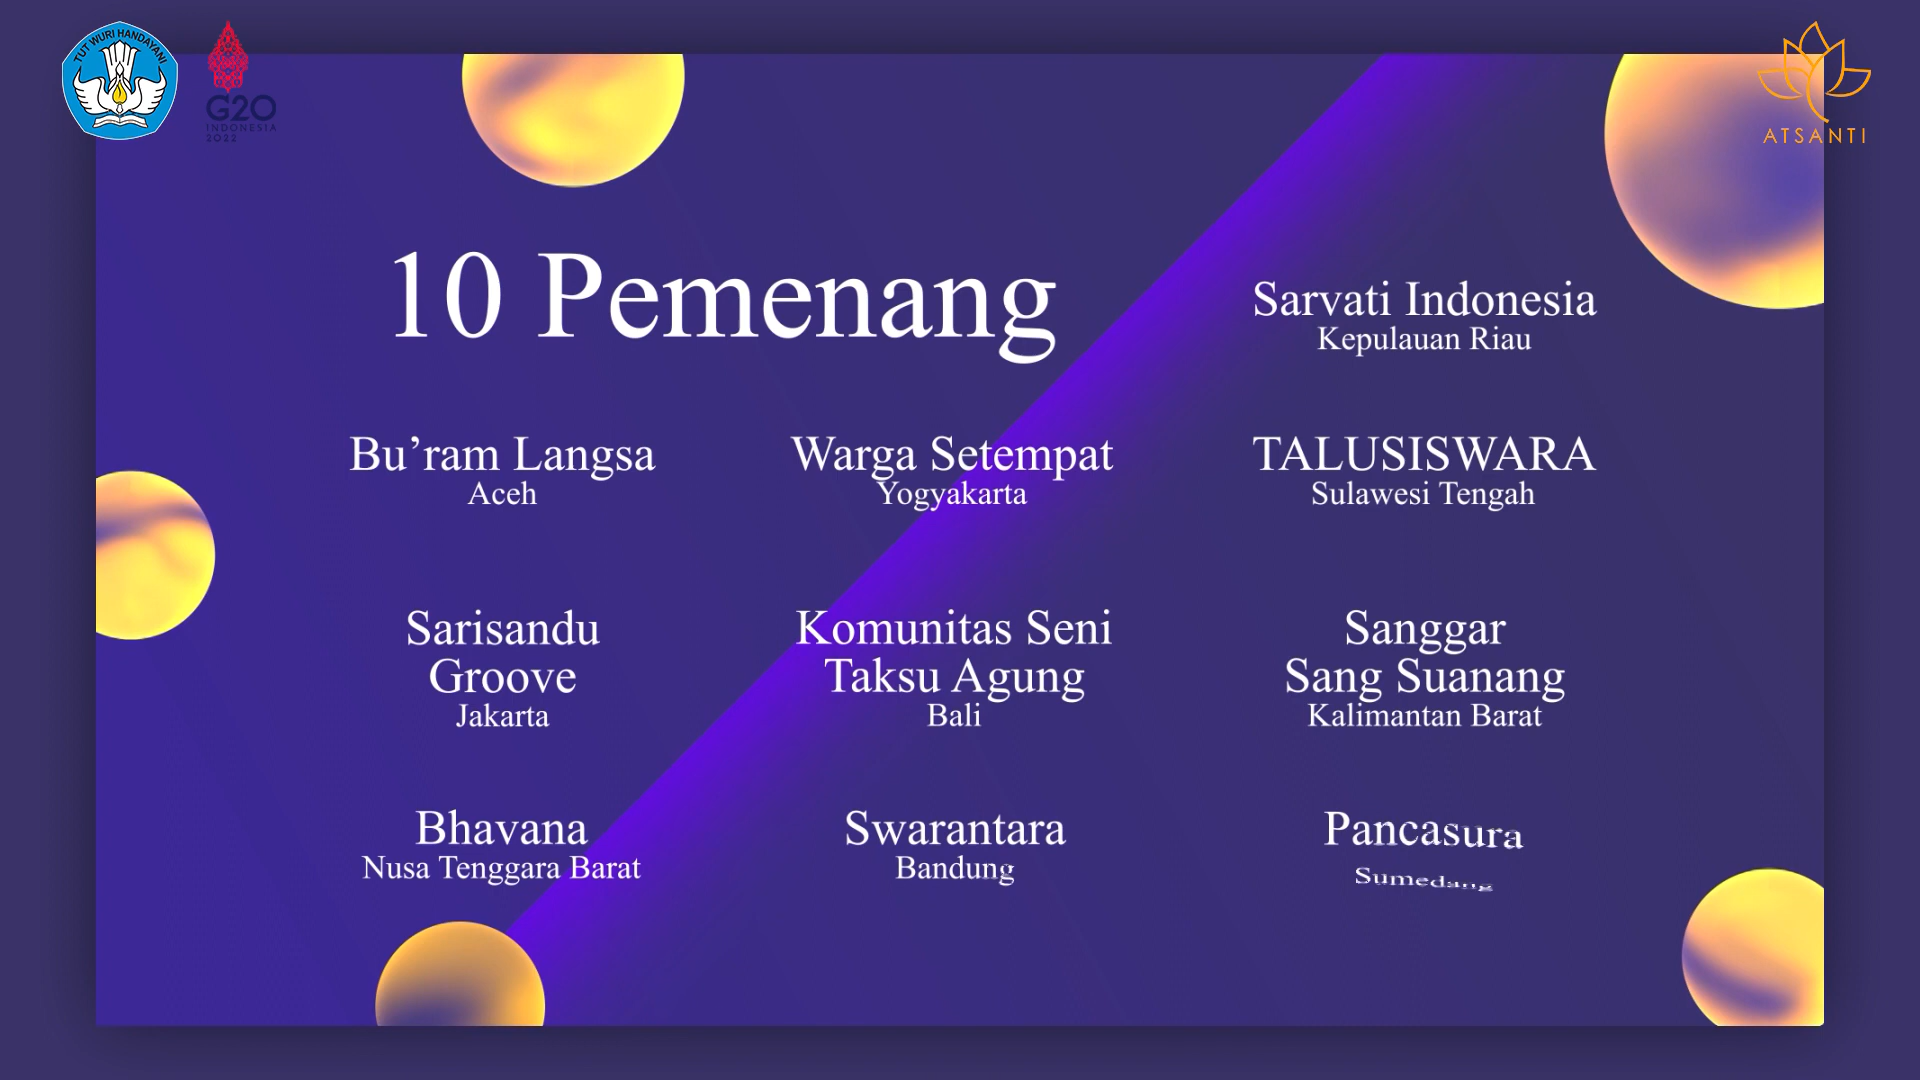 TUT WURI HANDAYANI
G20
INDONESIA
2022
ATSANTI
10 Pemenang
Sarvati Indonesia
Kepulauan Riau
Bu’ram Langsa
Aceh
Warga Setempat
Yogyakarta
TALUSISWARA
Sulawesi Tengah
Sarisandu
Groove
Jakarta
Komunitas Seni
Taksu Agung
Bali
Sanggar
Sang Suanang
Kalimantan Barat
Bhavana
Nusa Tenggara Barat
Swarantara
Bandung
Pancasura
Sumedang